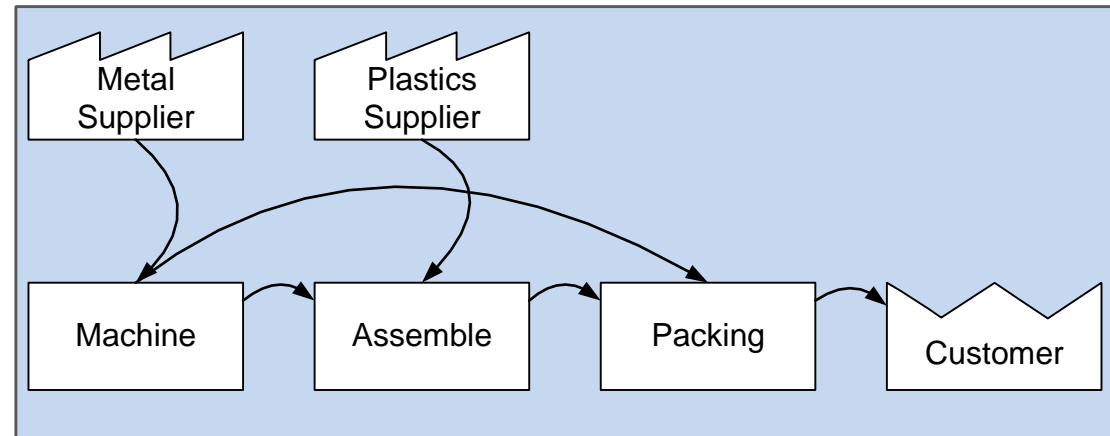 Metal
Supplier
Plastics
Supplier
Machine
Assemble
Packing
Customer